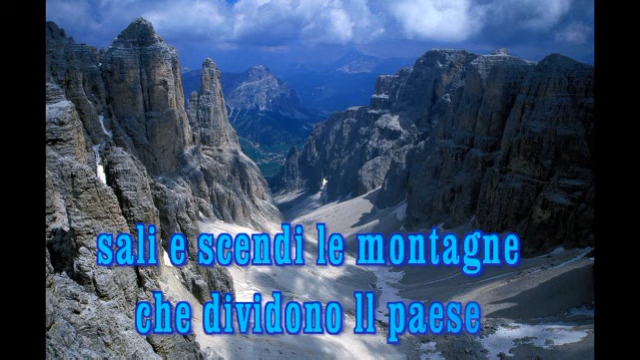 sali e scendi le montagne
che dividono ll paese